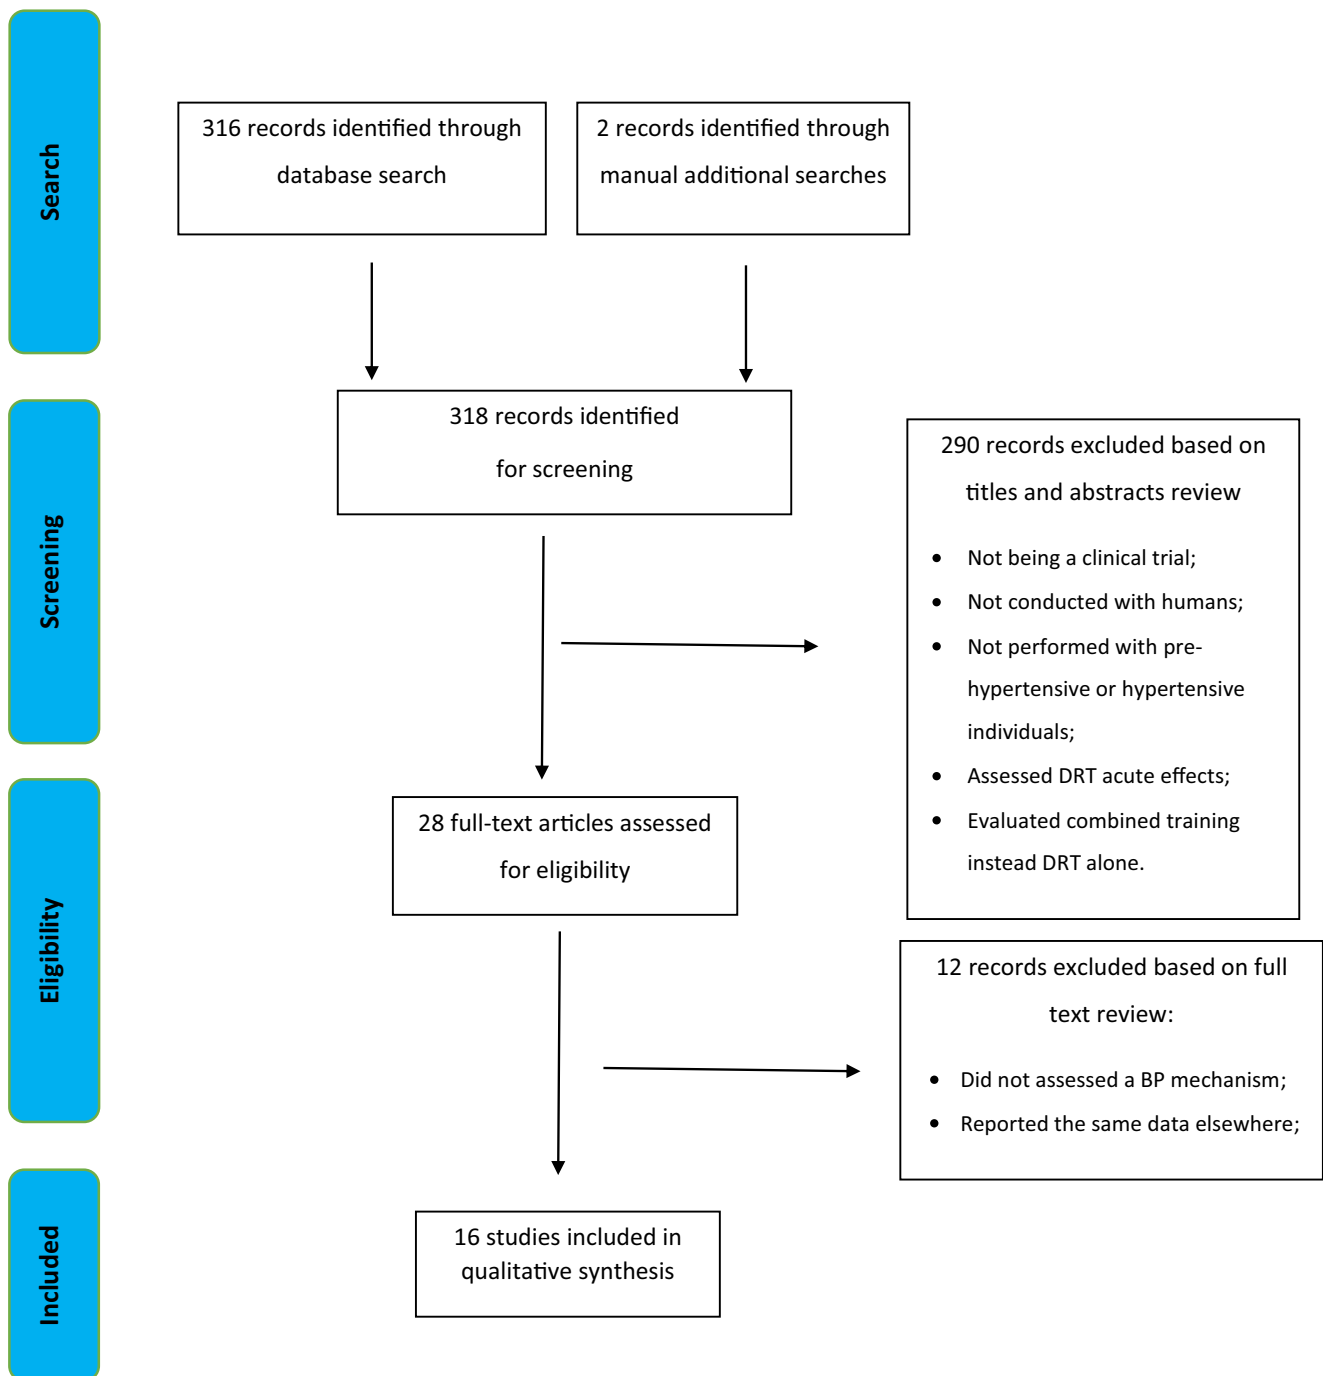 Search
316 records identified through
database search
2 records identified through
manual additional searches
Screening
318 records identified
for screening
290 records excluded based on
titles and abstracts review
• Not being a clinical trial;
• Not conducted with humans;
• Not performed with pre-
hypertensive or hypertensive
individuals;
• Assessed DRT acute effects;
• Evaluated combined training
instead DRT alone.
Eligibility
28 full-text articles assessed
for eligibility
12 records excluded based on full
text review:
• Did not assessed a BP mechanism;
• Reported the same data elsewhere;
Included
16 studies included in
qualitative synthesis